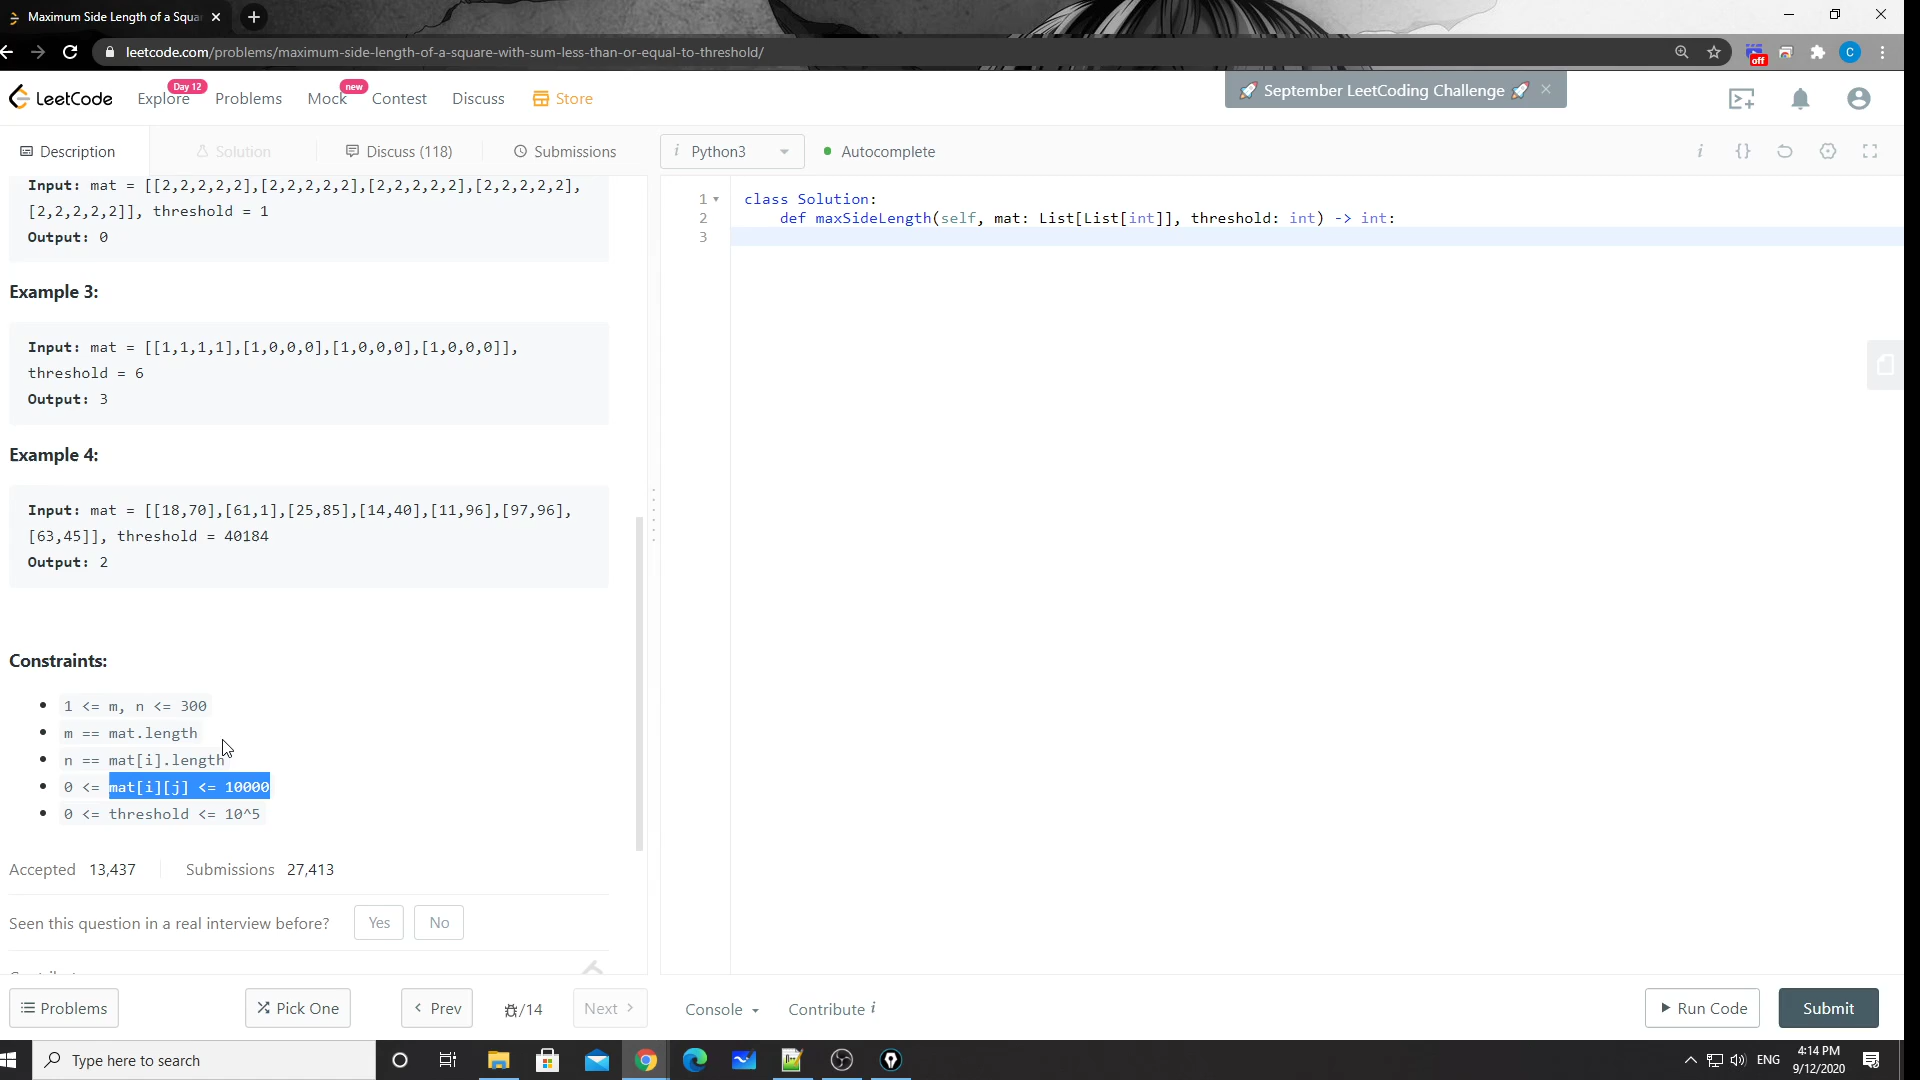 Maximum Side Length of a Squa
leetcode.com/problems/maximum-side-length-of-a-square-with-sum-less-than-or-equal-to-threshold/
off
C
LeetCode
Explore
Day 12
Problems
Mock
new
Contest
Discuss
Store
September LeetCoding Challenge
Description
Solution
Discuss (118)
Submissions
i Python3
Autocomplete
i
{}
Input: mat = [[2,2,2,2,2],[2,2,2,2,2],[2,2,2,2,2],[2,2,2,2,2],
[2,2,2,2,2]], threshold = 1
Output: 0
Example 3:
Input: mat = [[1,1,1,1],[1,0,0,0],[1,0,0,0],[1,0,0,0]],
threshold = 6
Output: 3
Example 4:
Input: mat = [[18,70],[61,1],[25,85],[14,40],[11,96],[97,96],
[63,45]], threshold = 40184
Output: 2
Constraints:
1 <= m, n <= 300
m == mat.length
n == mat[i].length
0 <= mat[i][j] <= 10000
0 <= threshold <= 10^5
Accepted 13,437 Submissions 27,413
Seen this question in a real interview before? Yes No
1 class Solution:
2 def maxSideLength(self, mat: List[List[int]], threshold: int) -> int:
3
Problems
Pick One
< Prev
/14
Next >
Console
Contribute i
Run Code
Submit
Type here to search
ENG
4:14 PM
9/12/2020